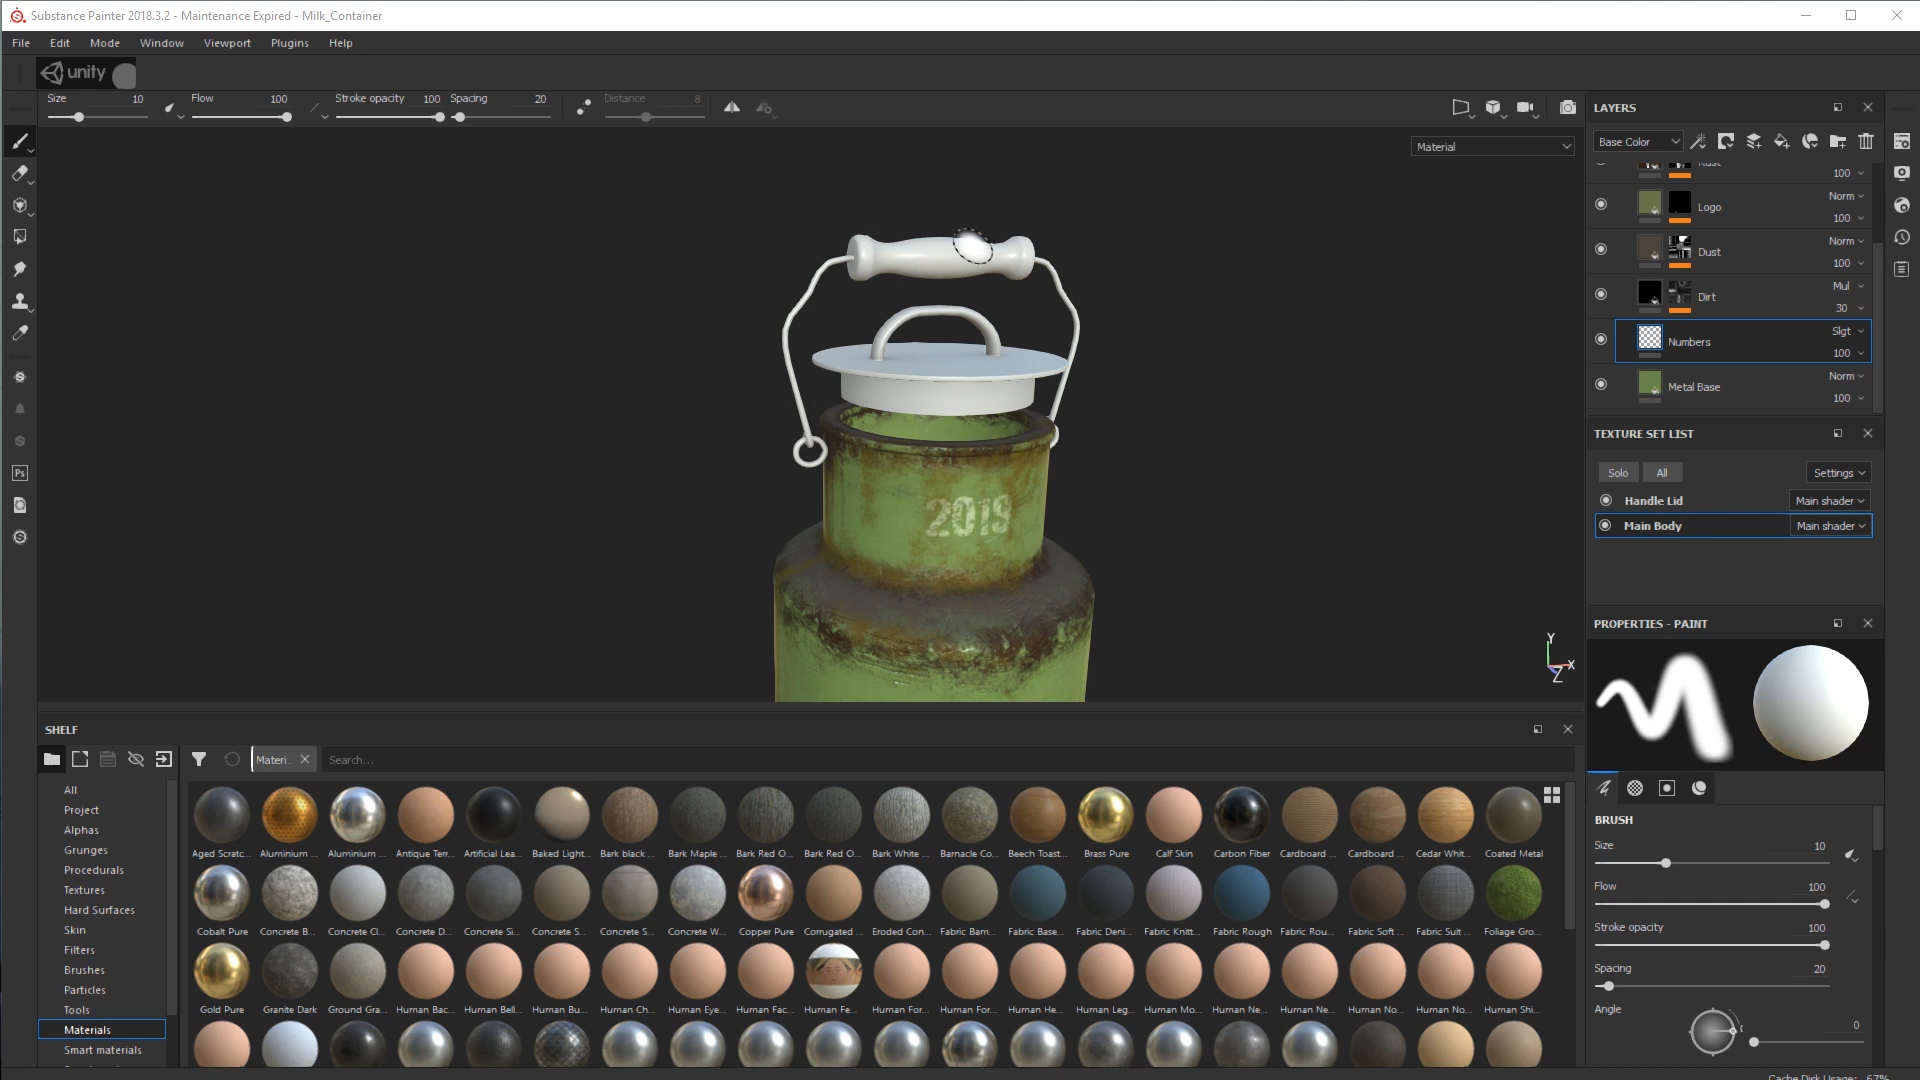 Substance Painter 2018.3.2 - Maintenance Expired - Milk_Container
File Edit Mode Window Viewport Plugins Help
unity
Size 10 Flow 100 Stroke opacity 100 Spacing 20 Distance 8
Material
2019
Y
X
Z
LAYERS
Base Color
Rust
100
Logo Norm
100
Dust Norm
100
Dirt Mul
30
Numbers Slgt
100
Metal Base Norm
100
TEXTURE SET LIST
Solo All Settings
Handle Lid Main shader
Main Body Main shader
PROPERTIES - PAINT
BRUSH
Size 10
Flow 100
Stroke opacity 100
Spacing 20
Angle
0
Ps
SHELF
Materi.. Search...
All
Project
Alphas
Grunges
Procedurals
Textures
Hard Surfaces
Skin
Filters
Brushes
Particles
Tools
Materials
Smart materials
Aged Scratc... Aluminium ... Aluminium ... Antique Terr... Artificial Lea... Baked Light... Bark black ... Bark Maple ... Bark Red O... Bark Red O... Bark White ... Barnacle Co... Beech Toast... Brass Pure Calf Skin Carbon Fiber Cardboard ... Cardboard ... Cedar Whit... Coated Metal
Cobalt Pure Concrete B... Concrete Cl... Concrete D... Concrete Si... Concrete S... Concrete S... Concrete W... Copper Pure Corrugated ... Eroded Con... Fabric Bam... Fabric Base... Fabric Deni... Fabric Knitt... Fabric Rough Fabric Rou... Fabric Soft ... Fabric Suit ... Foliage Gro...
Gold Pure Granite Dark Ground Gra... Human Bac... Human Bell... Human Bu... Human Ch... Human Eye... Human Fac... Human Fe... Human For... Human For... Human He... Human Leg... Human Mo... Human Ne... Human Ne... Human No... Human No... Human Shi...
Cache Disk Usage: 67%